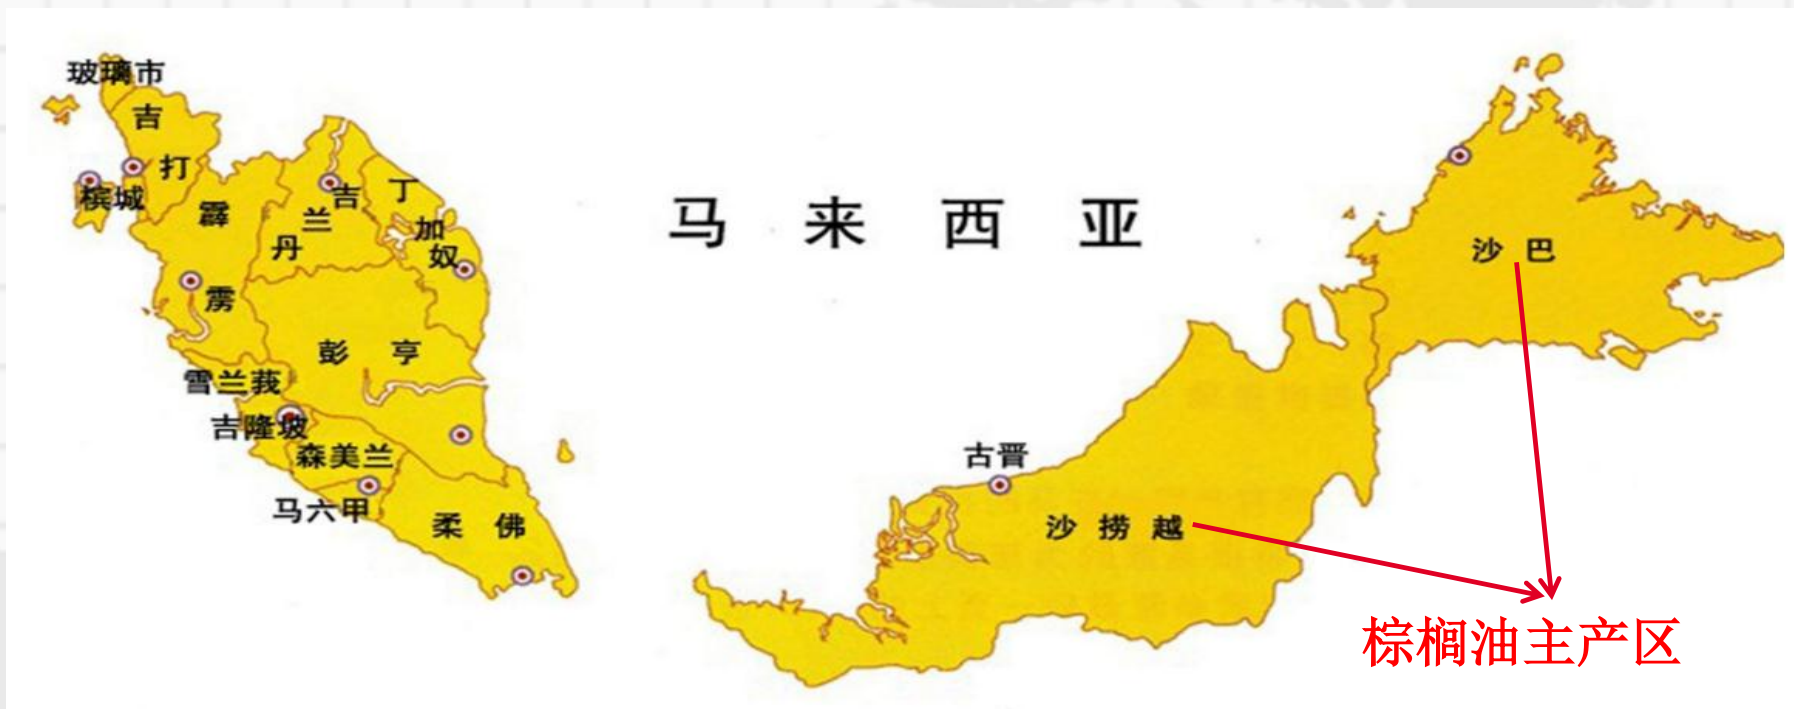 玻璃市
吉打
槟城
霹雳
吉兰丹
丁加奴
彭亨
雪兰莪
吉隆坡
森美兰
马六甲
柔佛
马来西亚
沙巴
古晋
沙捞越
棕榈油主产区